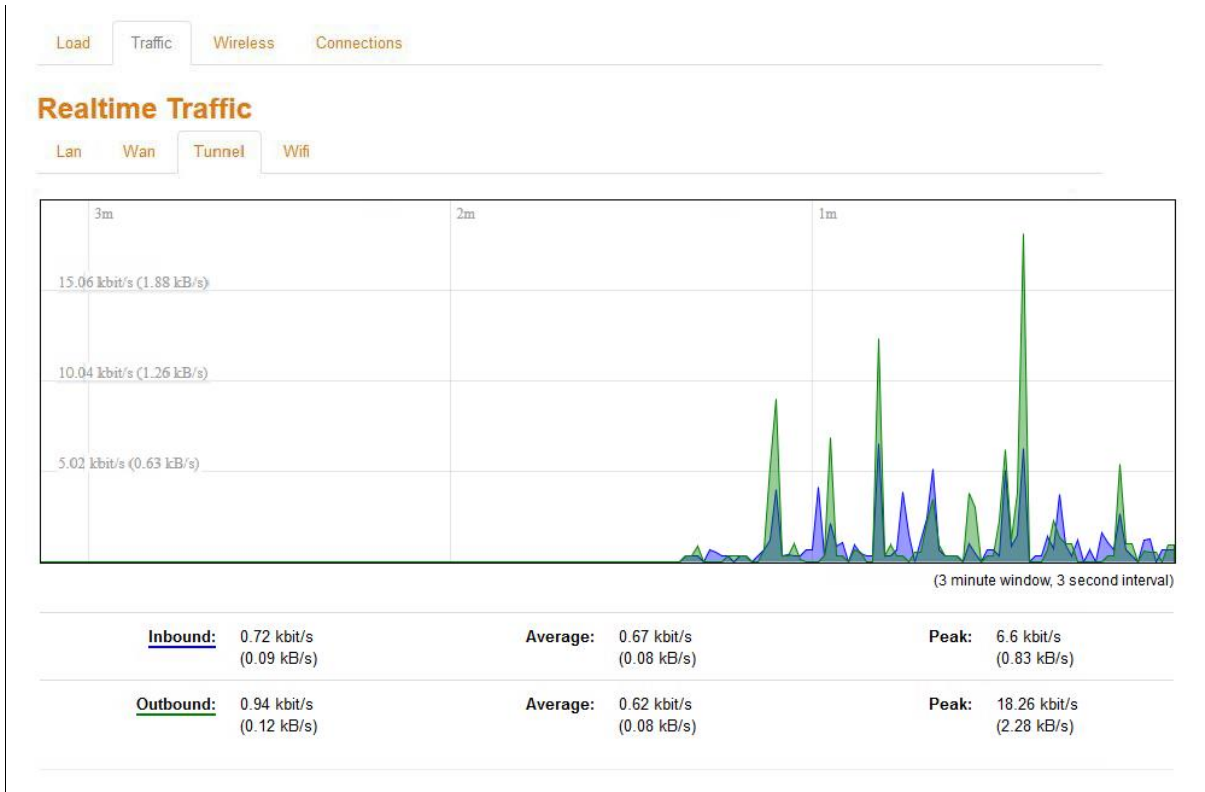 Load Traffic Wireless Connections
Realtime Traffic
Lan Wan Tunnel Wifi
3m 2m 1m
15.06 kbit/s (1.88 kB/s)
10.04 kbit/s (1.26 kB/s)
5.02 kbit/s (0.63 kB/s)
(3 minute window, 3 second interval)
Inbound: 0.72 kbit/s Average: 0.67 kbit/s Peak: 6.6 kbit/s
(0.09 kB/s) (0.08 kB/s) (0.83 kB/s)
Outbound: 0.94 kbit/s Average: 0.62 kbit/s Peak: 18.26 kbit/s
(0.12 kB/s) (0.08 kB/s) (2.28 kB/s)